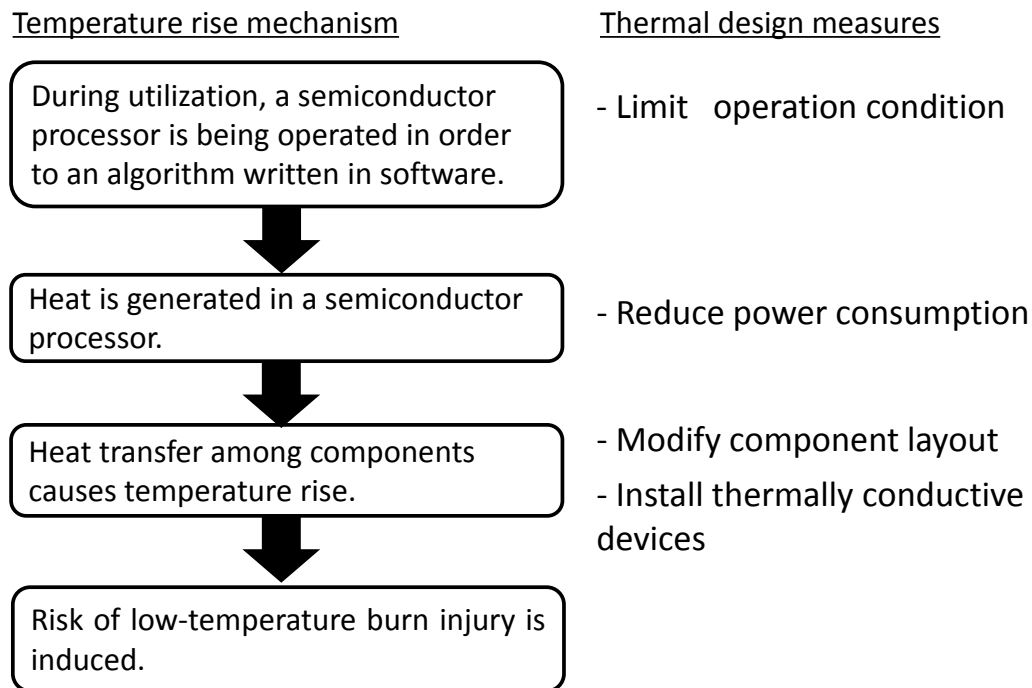 Temperature rise mechanism
Thermal design measures
During utilization, a semiconductor
processor is being operated in order
to an algorithm written in software.
- Limit   operation condition
Heat is generated in a semiconductor
processor.
- Reduce power consumption
Heat transfer among components
causes temperature rise.
- Modify component layout
- Install thermally conductive
devices
Risk of low-temperature burn injury is
induced.